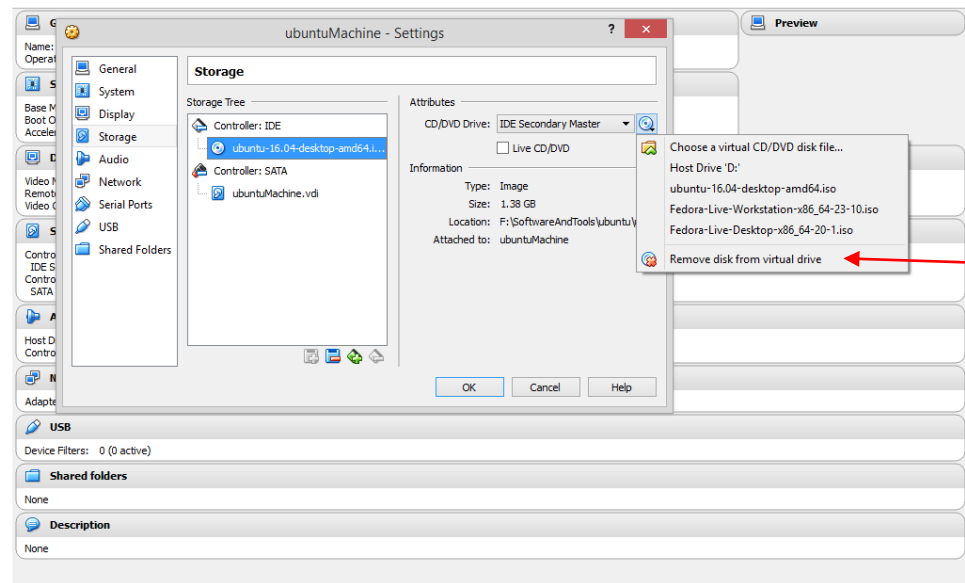 Preview
Name:
Operat
Base M
Boot O
Acceler
Video M
Remote
Video C
Contro
IDE S
Contro
SATA
Host D
Contro
Adapte
ubuntuMachine - Settings
?
General
System
Display
Storage
Audio
Network
Serial Ports
USB
Shared Folders
Storage
Storage Tree
Controller: IDE
ubuntu-16.04-desktop-amd64.i...
Controller: SATA
ubuntuMachine.vdi
Attributes
CD/DVD Drive: IDE Secondary Master
Live CD/DVD
Information
Type: Image
Size: 1.38 GB
Location: F:\SoftwareAndTools\ubuntu\
Attached to: ubuntuMachine
Choose a virtual CD/DVD disk file...
Host Drive 'D:'
ubuntu-16.04-desktop-amd64.iso
Fedora-Live-Workstation-x86_64-23-10.iso
Fedora-Live-Desktop-x86_64-20-1.iso
Remove disk from virtual drive
OK Cancel Help
USB
Device Filters: 0 (0 active)
Shared folders
None
Description
None